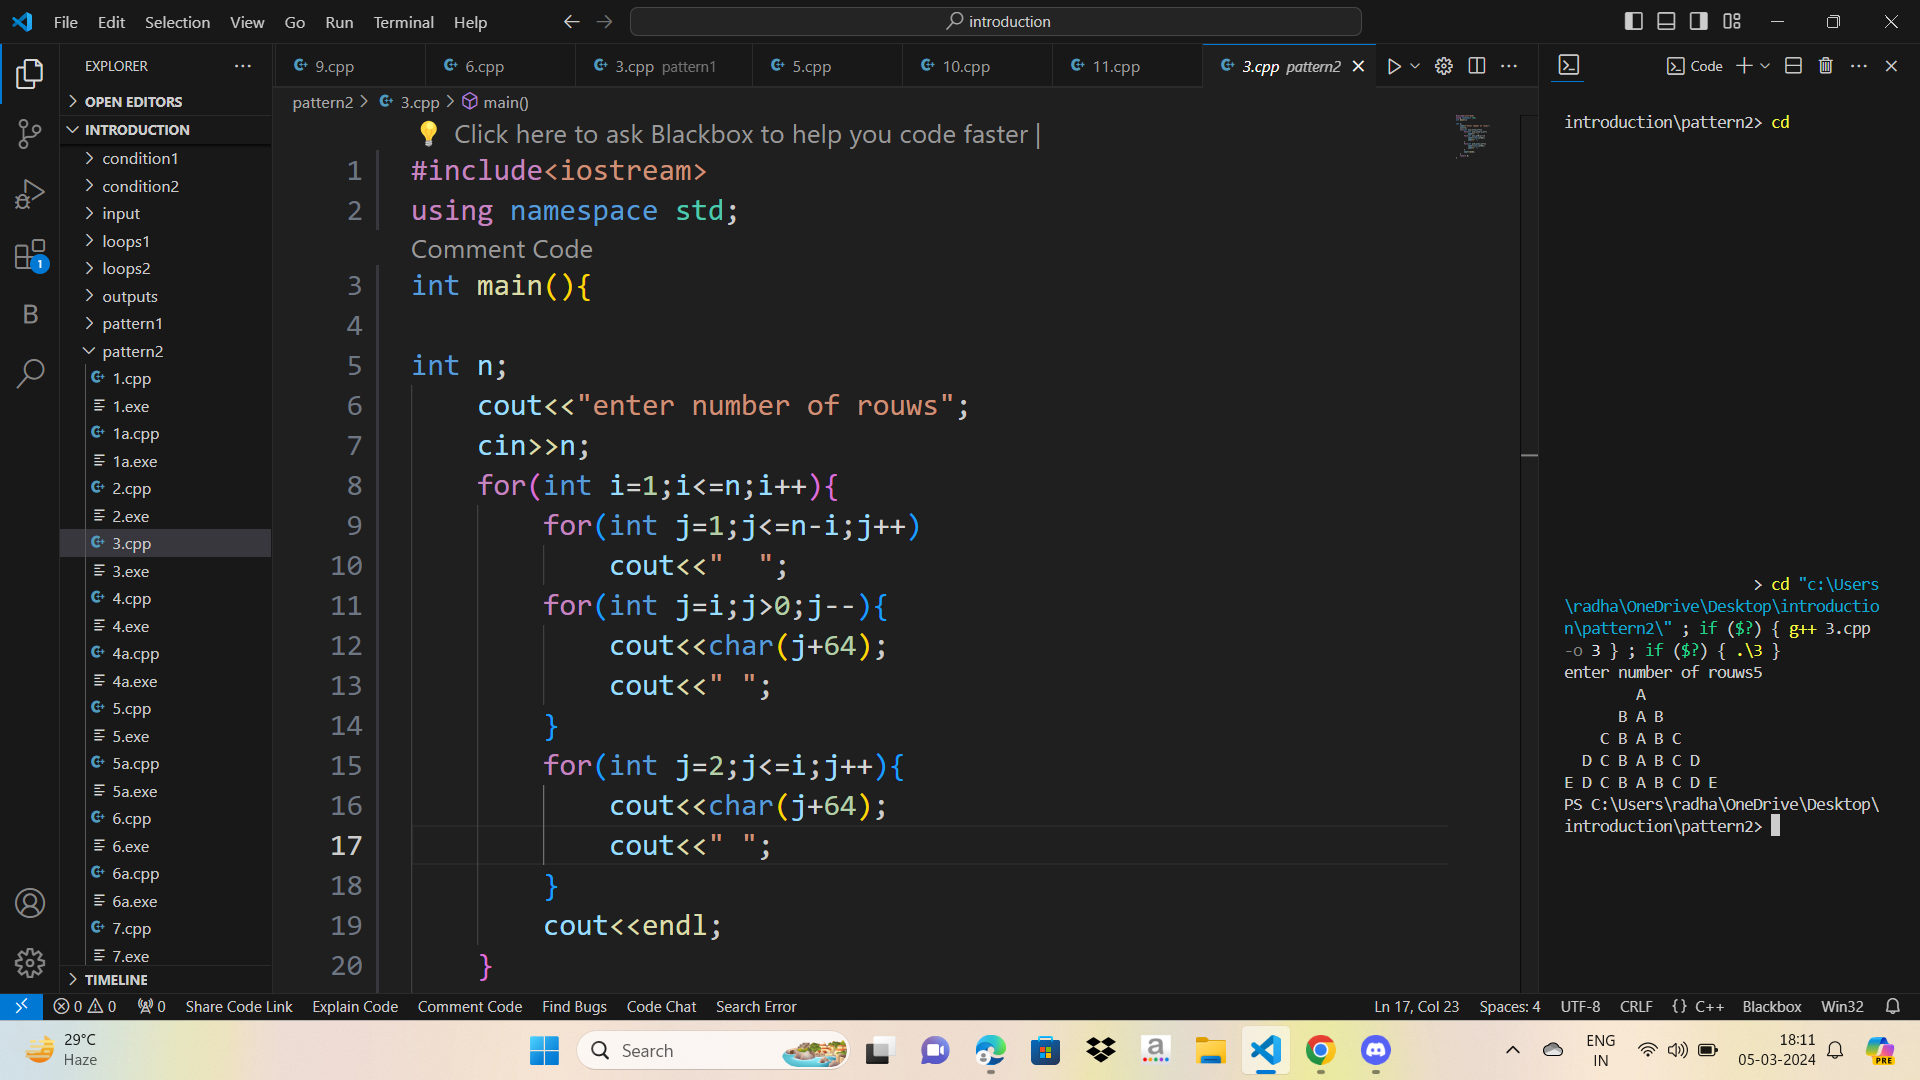 File Edit Selection View Go Run Terminal Help
introduction
EXPLORER
OPEN EDITORS
INTRODUCTION
condition1
condition2
input
loops1
loops2
outputs
pattern1
pattern2
1.cpp
1.exe
1a.cpp
1a.exe
2.cpp
2.exe
3.cpp
3.exe
4.cpp
4.exe
4a.cpp
4a.exe
5.cpp
5.exe
5a.cpp
5a.exe
6.cpp
6.exe
6a.cpp
6a.exe
7.cpp
7.exe
TIMELINE
1
B
9.cpp 6.cpp 3.cpp pattern1 5.cpp 10.cpp 11.cpp 3.cpp pattern2
pattern2 > 3.cpp > main()
Click here to ask Blackbox to help you code faster |
1 #include<iostream>
2 using namespace std;
Comment Code
3 int main(){
4
5 int n;
6 cout<<"enter number of rouws";
7 cin>>n;
8 for(int i=1;i<=n;i++){
9 for(int j=1;j<=n-i;j++)
10 cout<<"  ";
11 for(int j=i;j>0;j--){
12 cout<<char(j+64);
13 cout<<" ";
14 }
15 for(int j=2;j<=i;j++){
16 cout<<char(j+64);
17 cout<<" ";
18 }
19 cout<<endl;
20 }
Code
introduction\pattern2> cd
> cd "c:\Users
\radha\OneDrive\Desktop\introductio
n\pattern2\" ; if ($?) { g++ 3.cpp
-o 3 } ; if ($?) { .\3 }
enter number of rouws5
A
B A B
C B A B C
D C B A B C D
E D C B A B C D E
PS C:\Users\radha\OneDrive\Desktop\
introduction\pattern2>
0 0 0 Share Code Link Explain Code Comment Code Find Bugs Code Chat Search Error
Ln 17, Col 23 Spaces: 4 UTF-8 CRLF {} C++ Blackbox Win32
29°C
Haze
Search
a
ENG
IN
18:11
05-03-2024
PRE